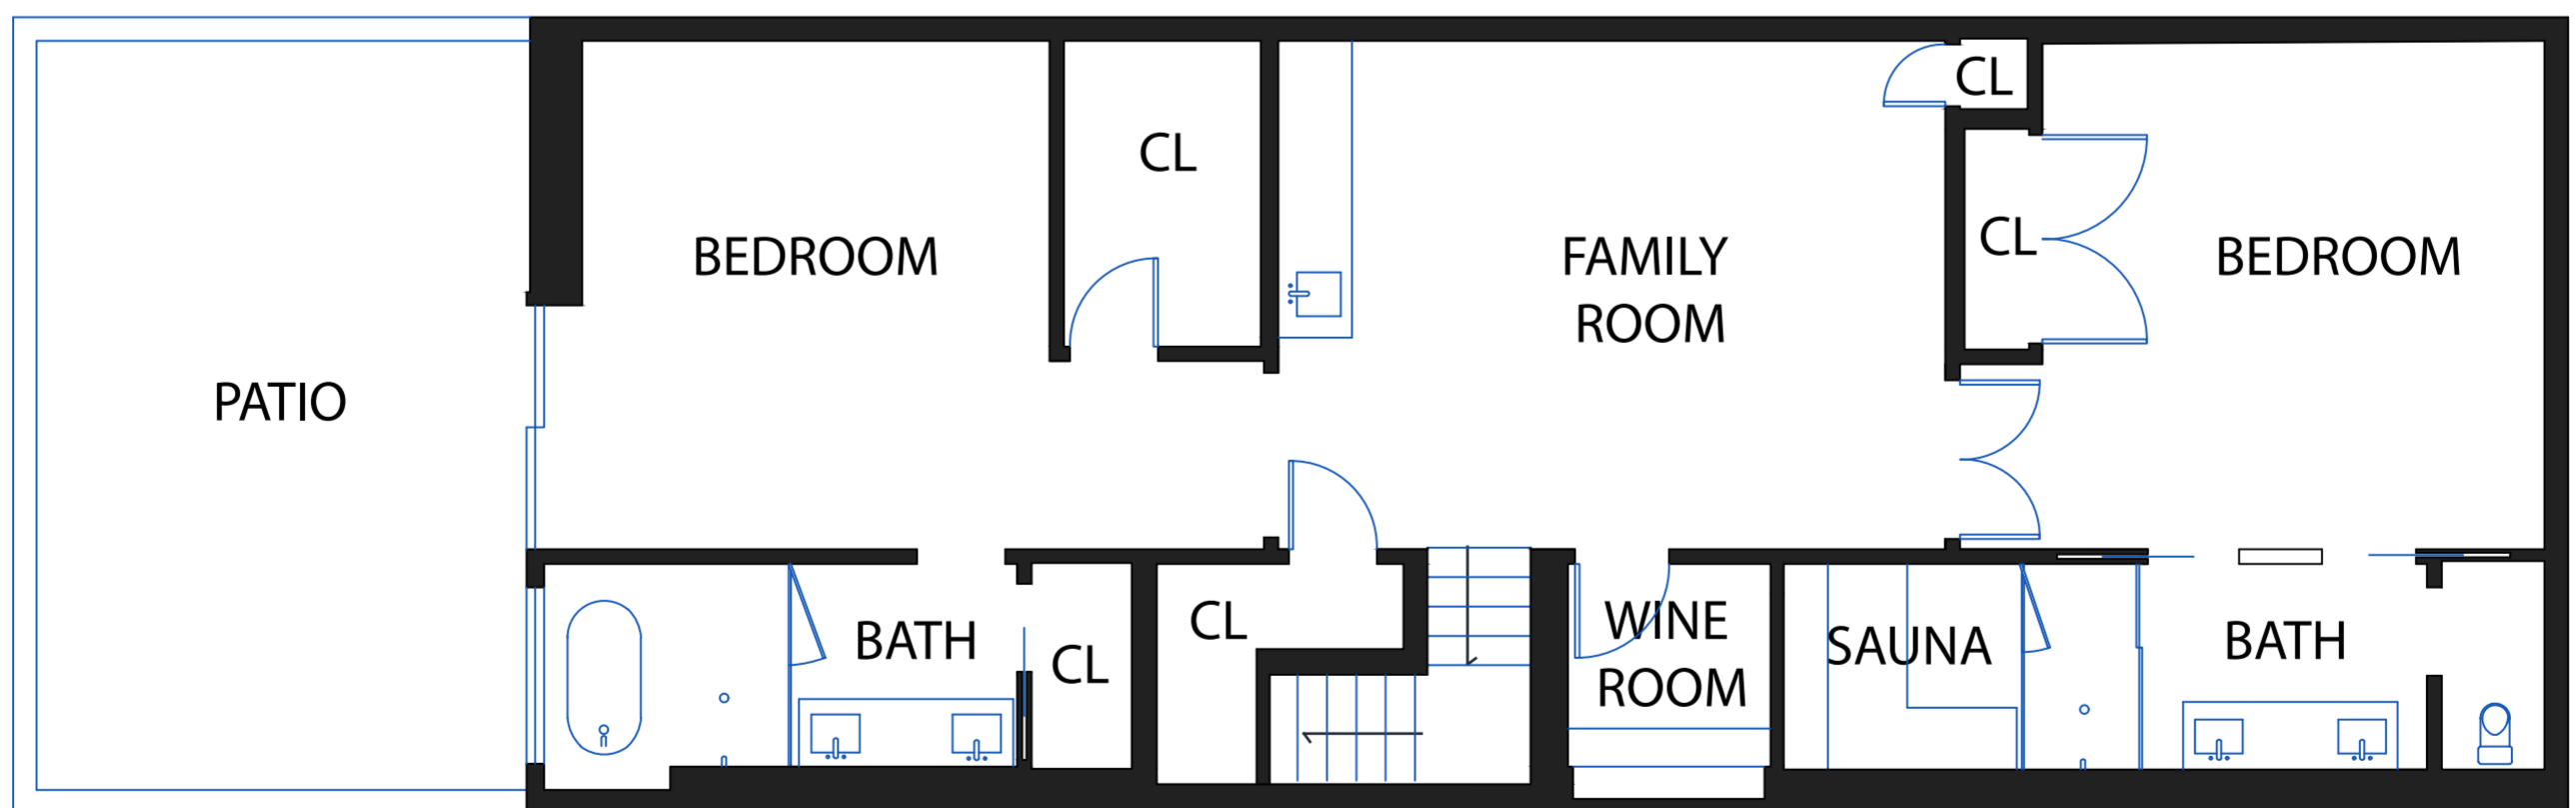 CL
CL
BEDROOM
FAMILY
ROOM
CL
BEDROOM
PATIO
BATH
CL
CL
WINE
ROOM
SAUNA
BATH